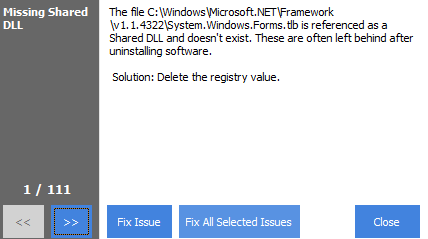 Missing Shared
DLL
The file C:\Windows\Microsoft.NET\Framework
\v1.1.4322\System.Windows.Forms.tlb is referenced as a
Shared DLL and doesn't exist. These are often left behind after
uninstalling software.
Solution: Delete the registry value.
1 / 111
<<
>>
Fix Issue
Fix All Selected Issues
Close